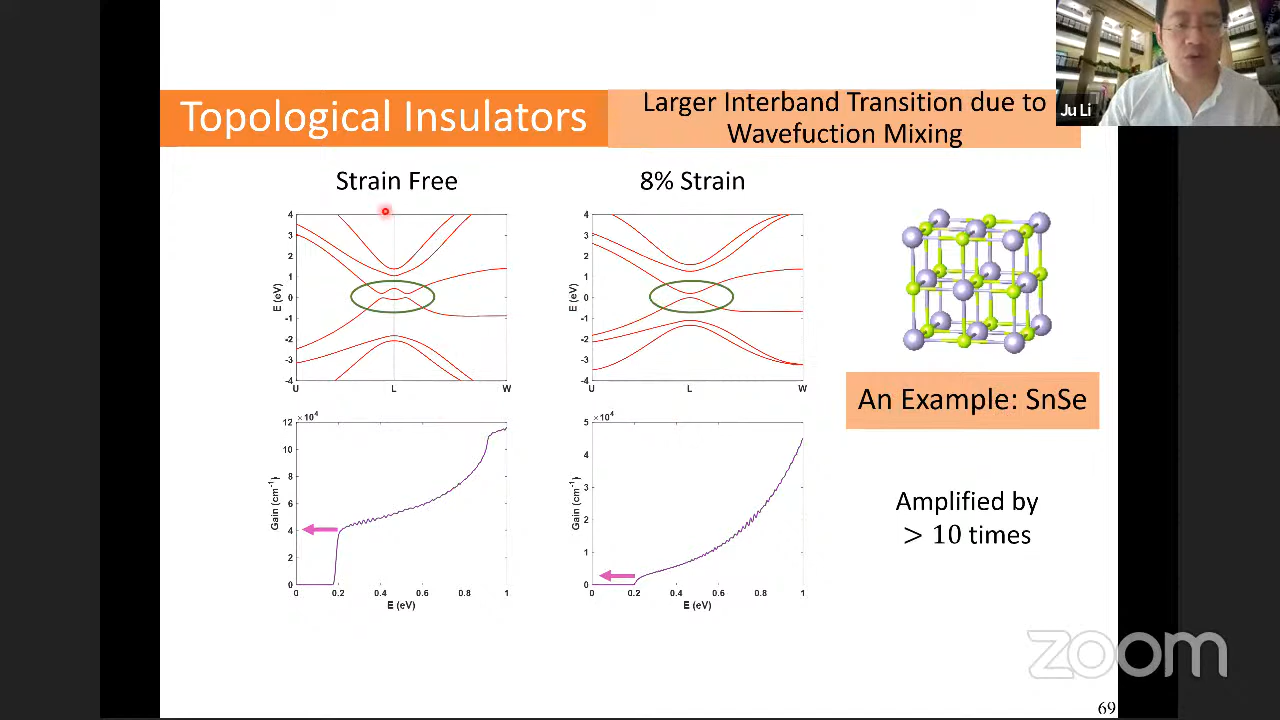 Topological Insulators
Larger Interband Transition due to
Wavefuction Mixing
Ju Li
Strain Free
8% Strain
4
3
2
1
0
-1
-2
-3
-4
E (eV)
U
L
W
4
3
2
1
0
-1
-2
-3
-4
E (eV)
U
L
W
An Example: SnSe
×10⁴
12
10
8
6
4
2
0
Gain (cm⁻¹)
0
0.2
0.4
0.6
0.8
1
E (eV)
×10⁴
5
4
3
2
1
0
Gain (cm⁻¹)
0
0.2
0.4
0.6
0.8
1
E (eV)
Amplified by
> 10 times
zoom
69